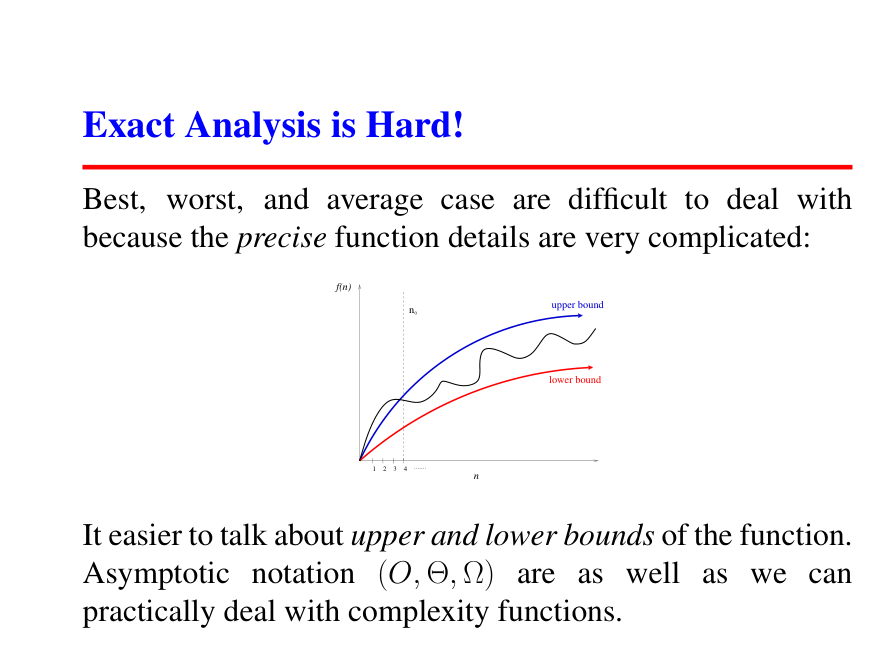 Exact Analysis is Hard!
Best, worst, and average case are difficult to deal with
because the precise function details are very complicated:
f(n)
n₀
upper bound
lower bound
1 2 3 4 ......
n
It easier to talk about upper and lower bounds of the function.
Asymptotic notation (O, Θ, Ω) are as well as we can
practically deal with complexity functions.